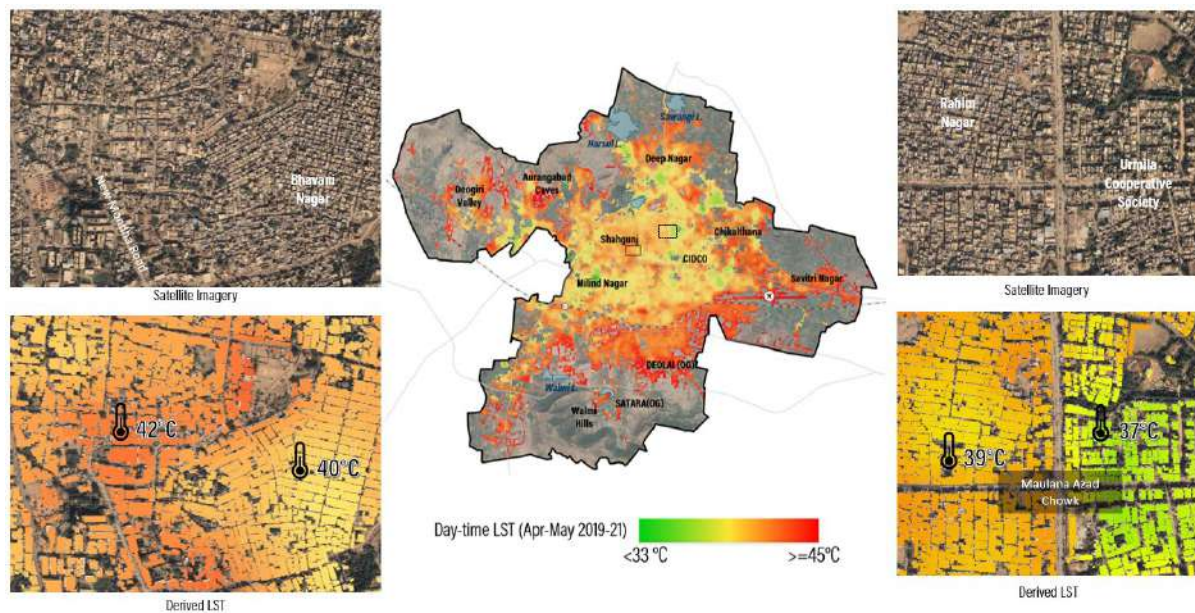 New Mondha Road
Bhavani
Nagar
Satellite Imagery
42°C
40°C
Derived LST
Harsul L.
Sawangi L.
Deep Nagar
Aurangabad
Caves
Deogiri
Valley
Shahgunj
Chikalthana
CIDCO
Milind Nagar
Savitri Nagar
DEOLAI (OG)
Walmi L.
SATARA(OG)
Walmi
Hills
Day-time LST (Apr-May 2019-21)
<33 °C
>=45°C
Rahim
Nagar
Urmila
Cooperative
Society
Satellite Imagery
37°C
39°C
Maulana Azad
Chowk
Derived LST